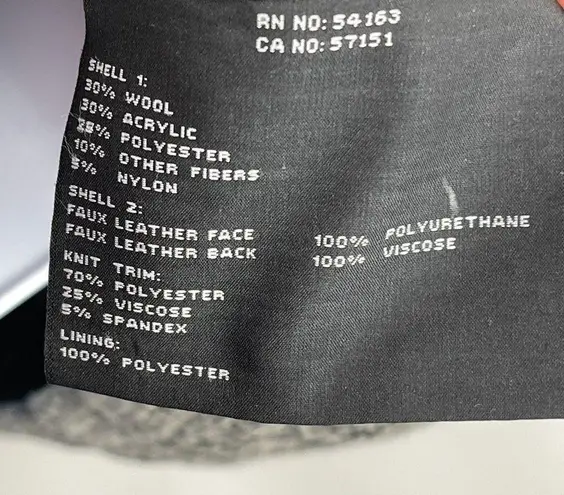 RN NO: 54163
CA NO: 57151
SHELL 1:
30% WOOL
30% ACRYLIC
25% POLYESTER
10% OTHER FIBERS
5% NYLON
SHELL 2:
FAUX LEATHER FACE 100% POLYURETHANE
FAUX LEATHER BACK 100% VISCOSE
KNIT TRIM:
70% POLYESTER
25% VISCOSE
5% SPANDEX
LINING:
100% POLYESTER